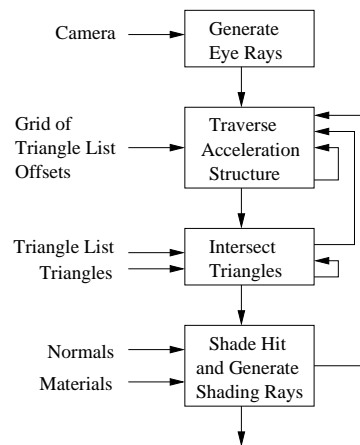 Camera
Generate
Eye Rays
Grid of
Triangle List
Offsets
Traverse
Acceleration
Structure
Triangle List
Triangles
Intersect
Triangles
Normals
Materials
Shade Hit
and Generate
Shading Rays